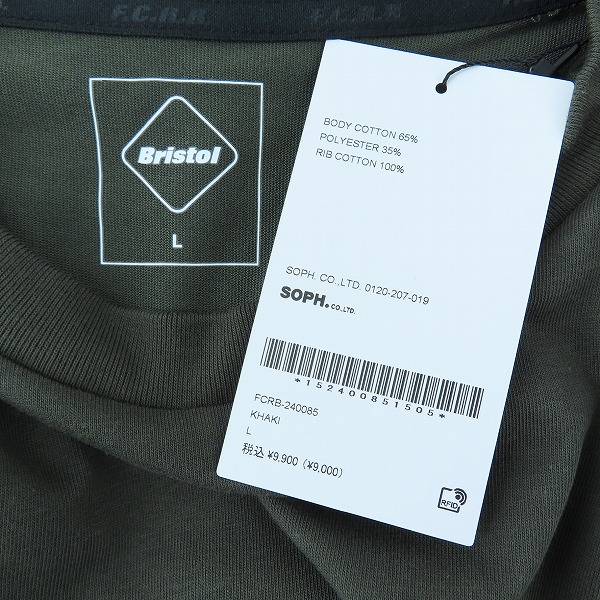 F.C.R.B.
F.C.R.B.
Bristol
L
BODY COTTON 65%
POLYESTER 35%
RIB COTTON 100%
SOPH. CO.,LTD. 0120-207-019
SOPH.CO.,LTD.
*152400851505*
FCRB-240085
KHAKI
L
税込 ¥9,900 (¥9,000)
RFID